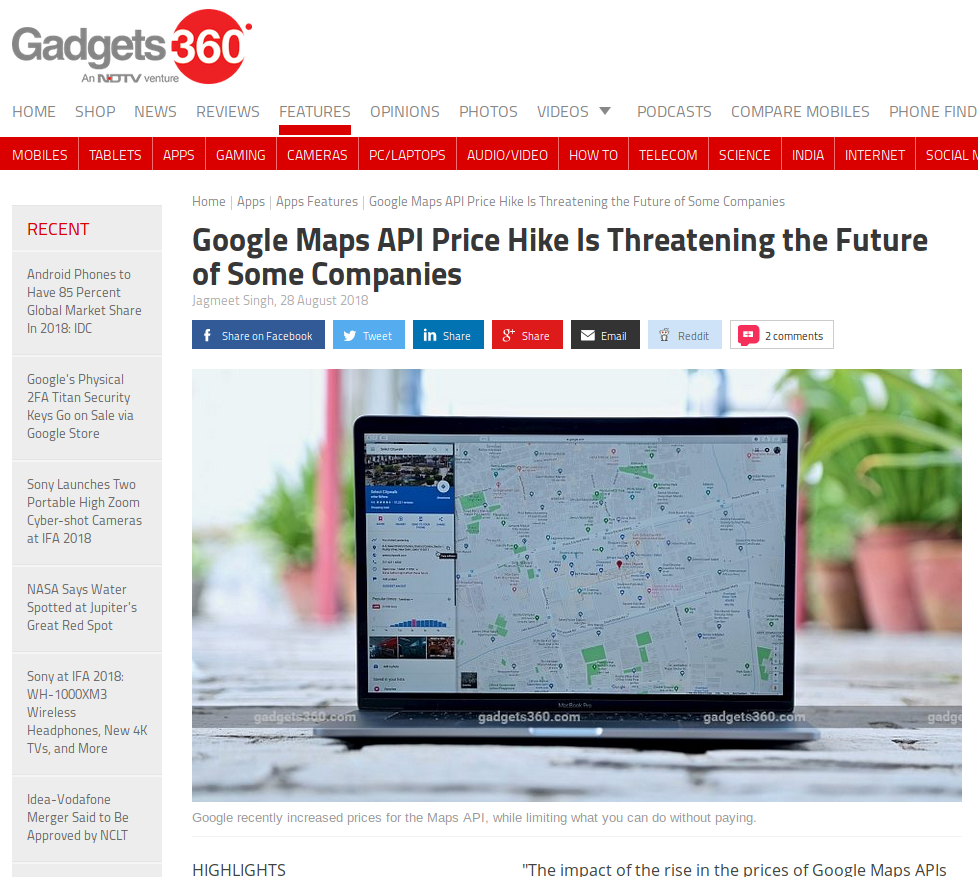 Gadgets 360
An NDTV venture
HOME SHOP NEWS REVIEWS FEATURES OPINIONS PHOTOS VIDEOS PODCASTS COMPARE MOBILES PHONE FIND
MOBILES TABLETS APPS GAMING CAMERAS PC/LAPTOPS AUDIO/VIDEO HOW TO TELECOM SCIENCE INDIA INTERNET SOCIAL
RECENT
Android Phones to
Have 85 Percent
Global Market Share
In 2018: IDC
Google's Physical
2FA Titan Security
Keys Go on Sale via
Google Store
Sony Launches Two
Portable High Zoom
Cyber-shot Cameras
at IFA 2018
NASA Says Water
Spotted at Jupiter's
Great Red Spot
Sony at IFA 2018:
WH-1000XM3
Wireless
Headphones, New 4K
TVs, and More
Idea-Vodafone
Merger Said to Be
Approved by NCLT
Home | Apps | Apps Features | Google Maps API Price Hike Is Threatening the Future of Some Companies
Google Maps API Price Hike Is Threatening the Future
of Some Companies
Jagmeet Singh, 28 August 2018
Share on Facebook Tweet Share Share Email Reddit 2 comments
Select Citywalk
MacBook Pro
gadgets360.com gadgets360.com gadgets360.com gadg
Google recently increased prices for the Maps API, while limiting what you can do without paying.
HIGHLIGHTS
"The impact of the rise in the prices of Google Maps APIs